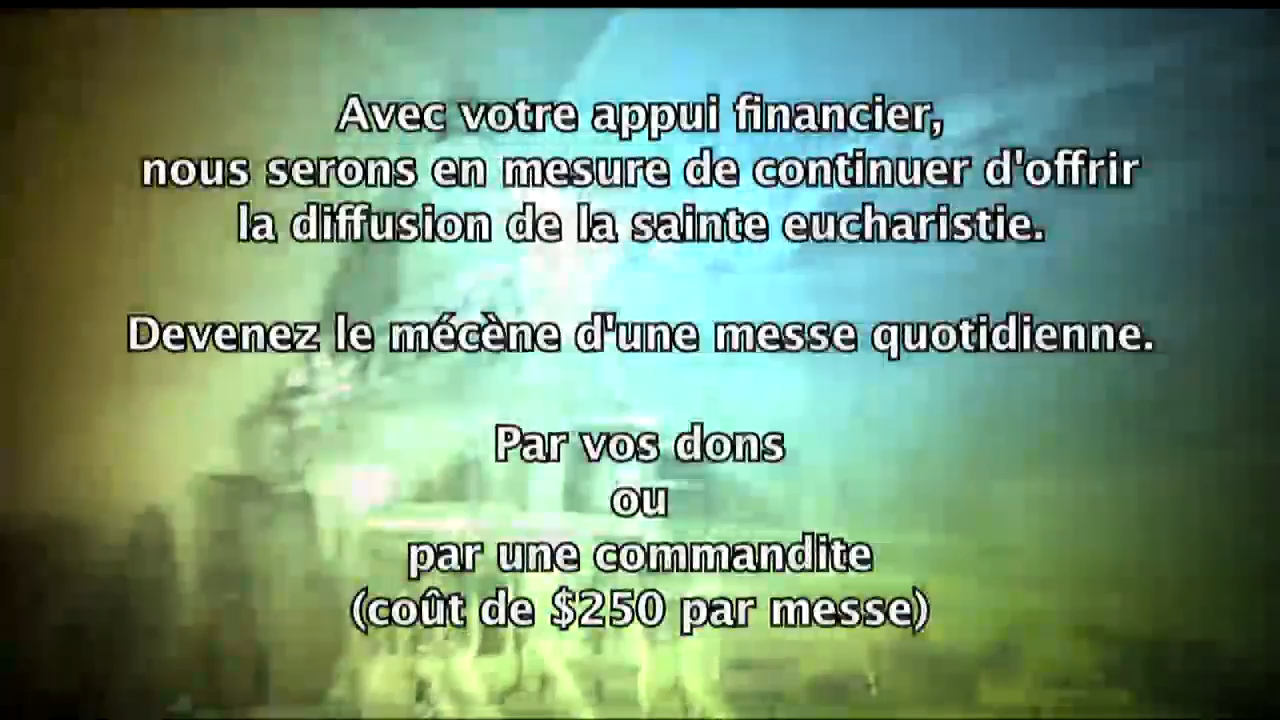 Avec votre appui financier,
nous serons en mesure de continuer d'offrir
la diffusion de la sainte eucharistie.
Devenez le mécène d'une messe quotidienne.
Par vos dons
ou
par une commandite
(coût de $250 par messe)